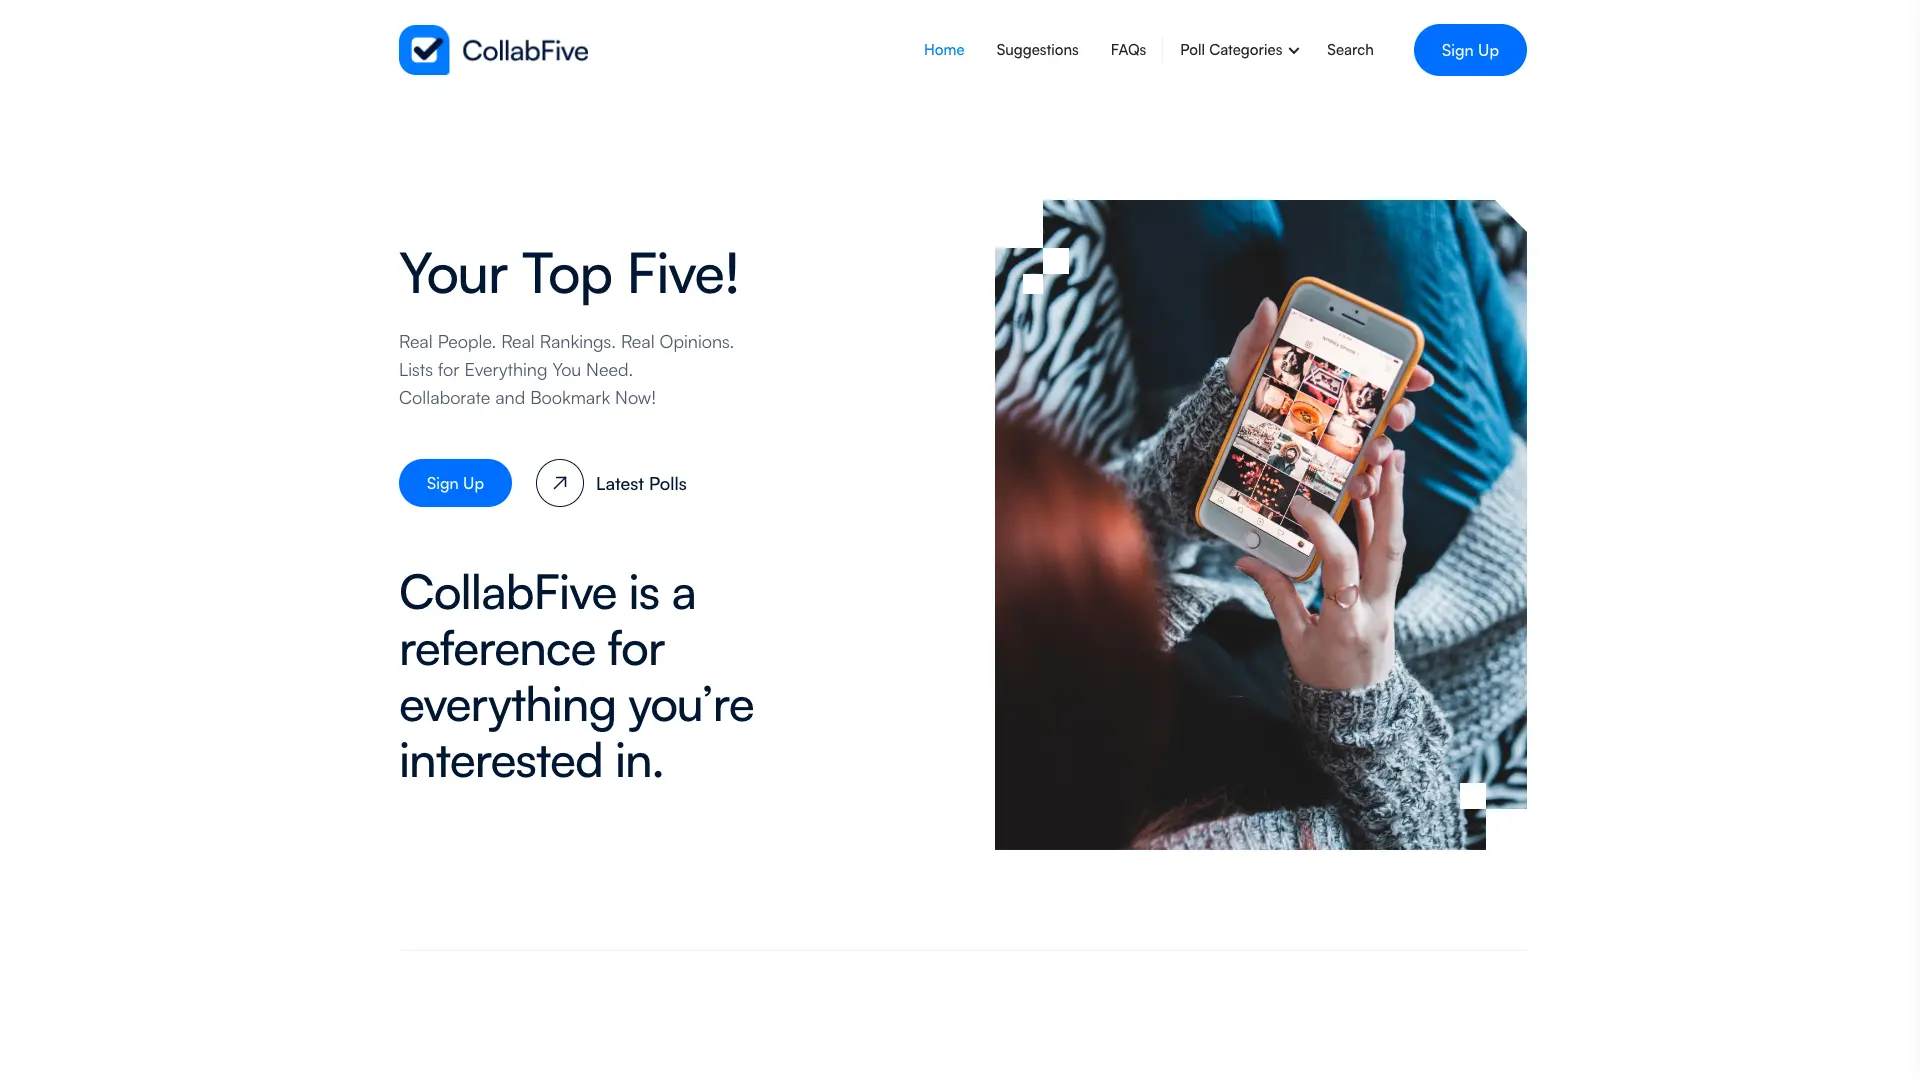 CollabFive
Home
Suggestions
FAQs
Poll Categories
Search
Sign Up
Your Top Five!
Real People. Real Rankings. Real Opinions.
Lists for Everything You Need.
Collaborate and Bookmark Now!
Sign Up
Latest Polls
CollabFive is a
reference for
everything you’re
interested in.